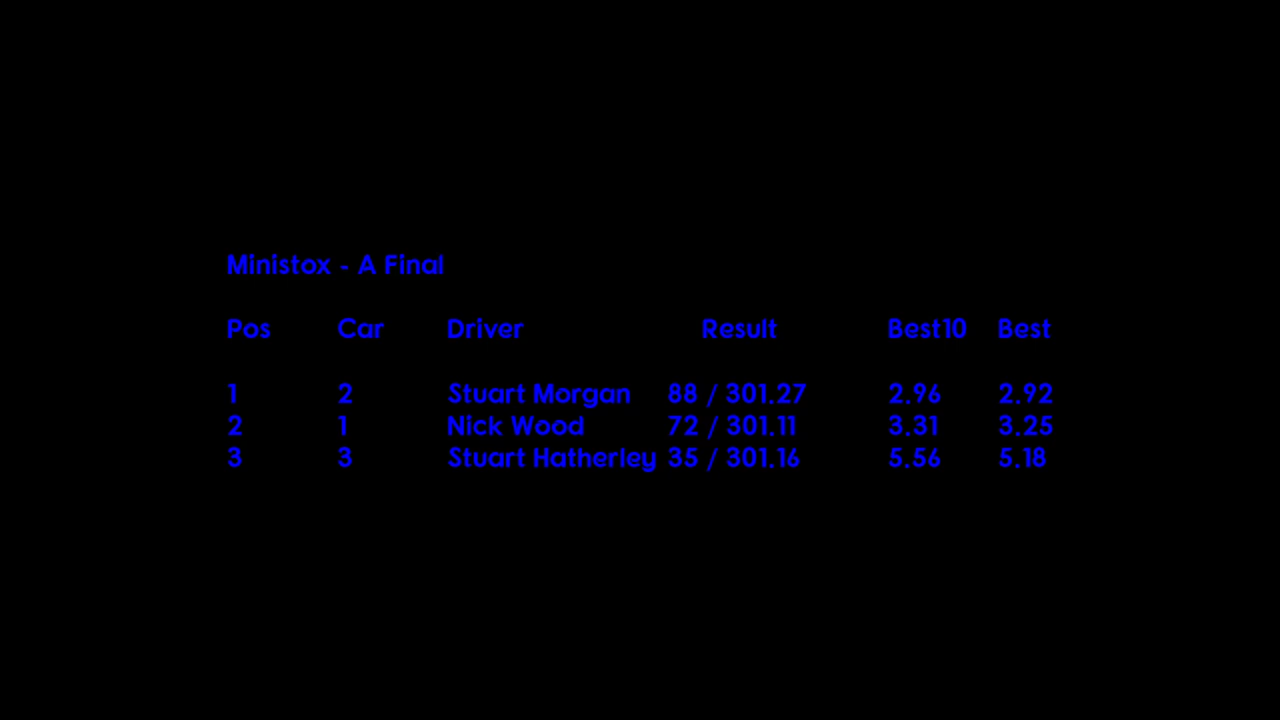 Ministox - A Final
Pos Car Driver Result Best10 Best
1 2 Stuart Morgan 88 / 301.27 2.96 2.92
2 1 Nick Wood 72 / 301.11 3.31 3.25
3 3 Stuart Hatherley 35 / 301.16 5.56 5.18